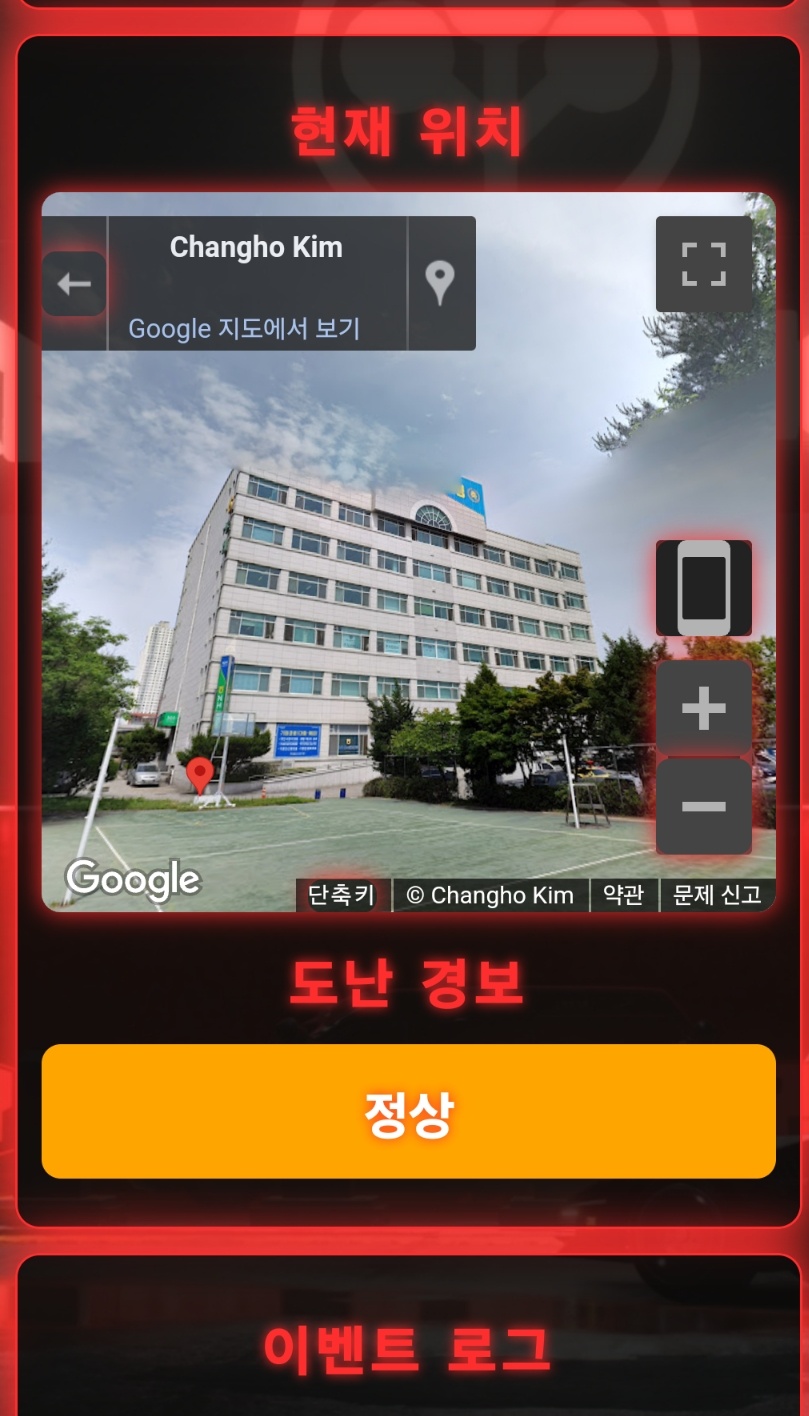 현재 위치
Changho Kim
Google 지도에서 보기
Google
단축키
© Changho Kim
약관
문제 신고
도난 경보
정상
이벤트 로그